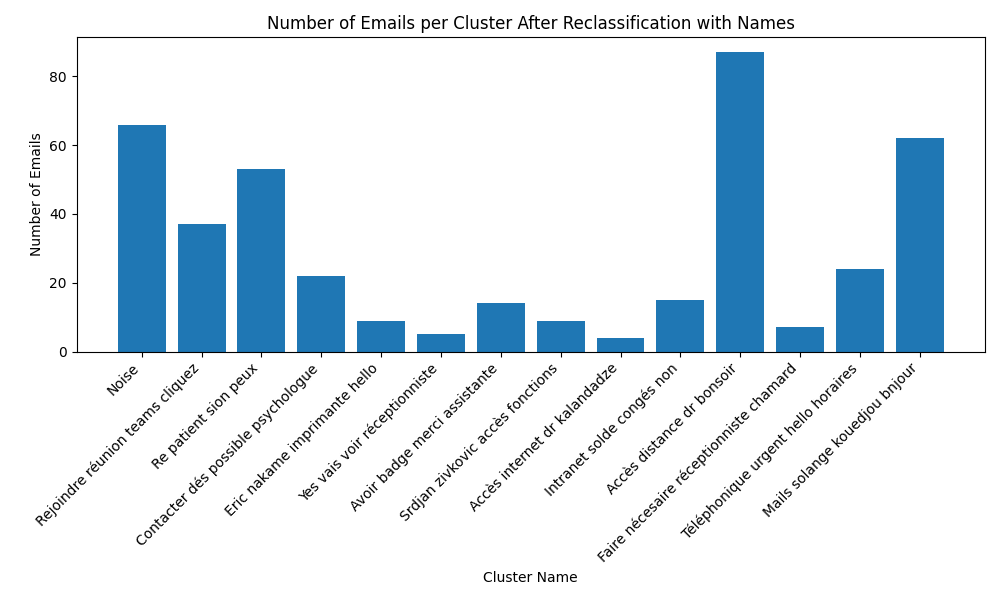 Number of Emails per Cluster After Reclassification with Names
Number of Emails
80
60
40
20
0
Noise
Rejoindre réunion teams cliquez
Re patient sion peux
Contacter dés possible psychologue
Eric nakame imprimante hello
Yes vais voir réceptionniste
Avoir badge merci assistante
Srdjan zivkovic accès fonctions
Accès internet dr kalandadze
Intranet solde congés non
Accès distance dr bonsoir
Faire nécesaire réceptionniste chamard
Téléphonique urgent hello horaires
Mails solange kouedjou bnjour
Cluster Name